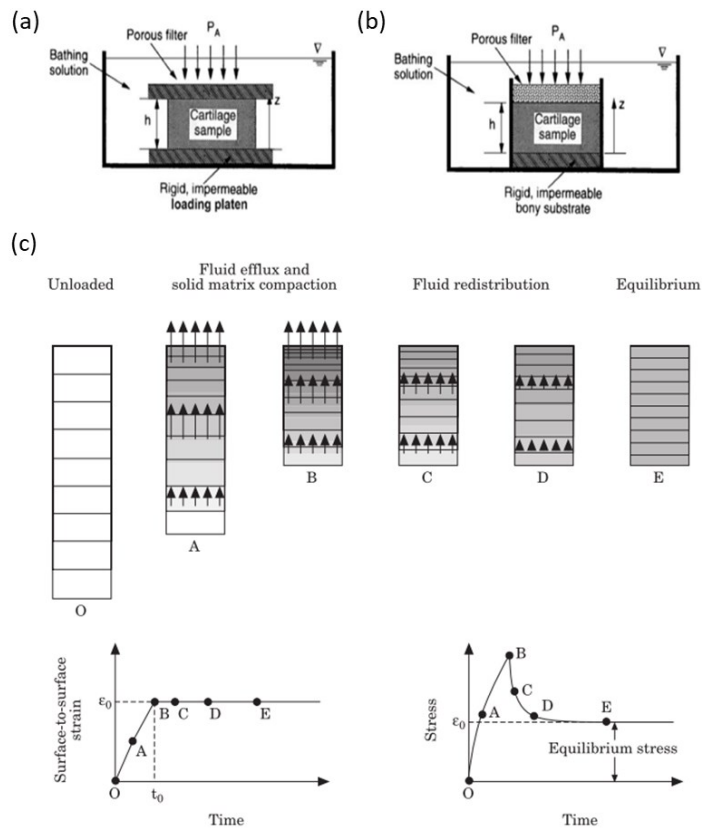 (a)
P_A
Porous filter
Bathing
solution
∇
h
Cartilage
sample
z
Rigid, impermeable
loading platen
(b)
P_A
Porous filter
Bathing
solution
∇
h
Cartilage
sample
z
Rigid, impermeable
bony substrate
(c)
Unloaded
Fluid efflux and
solid matrix compaction
Fluid redistribution
Equilibrium
O
A
B
C
D
E
Surface-to-surface
strain
ε₀
A
B
C
D
E
O
t₀
Time
Stress
ε₀
A
B
C
D
E
Equilibrium stress
O
Time